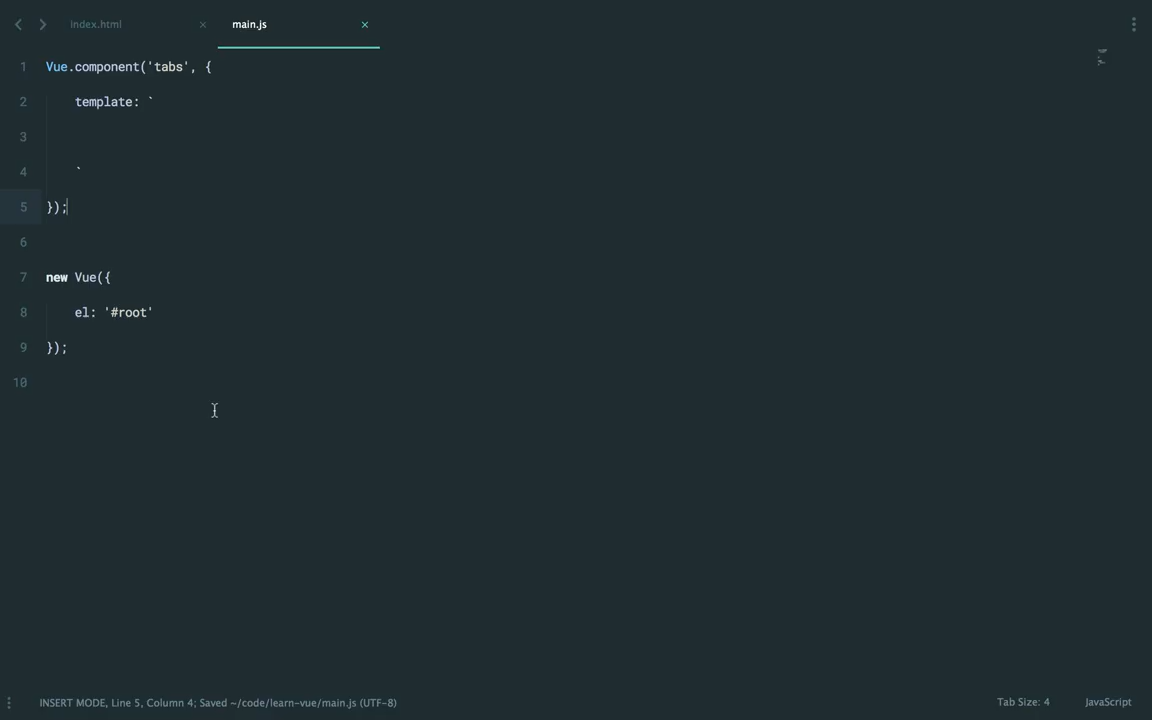 index.html × main.js ×
1 Vue.component('tabs', {
2 template: `
3
4 `
5 });
6
7 new Vue({
8 el: '#root'
9 });
10
INSERT MODE, Line 5, Column 4; Saved ~/code/learn-vue/main.js (UTF-8) Tab Size: 4 JavaScript